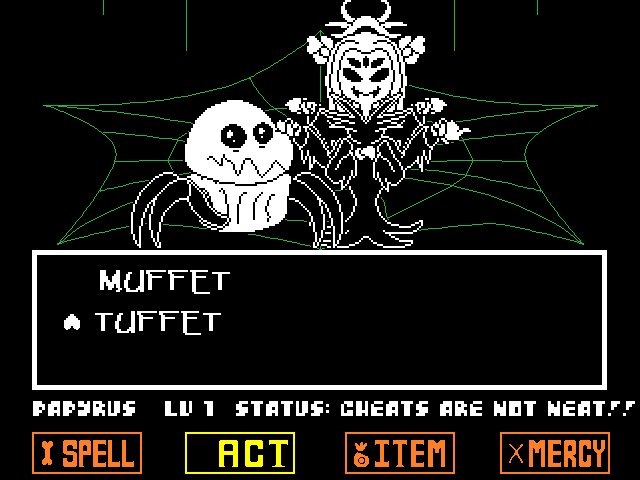 MUFFET
TUFFET
PAPYRUS LV 1 STATUS: CHEATS ARE NOT NEAT!!
SPELL ACT ITEM MERCY